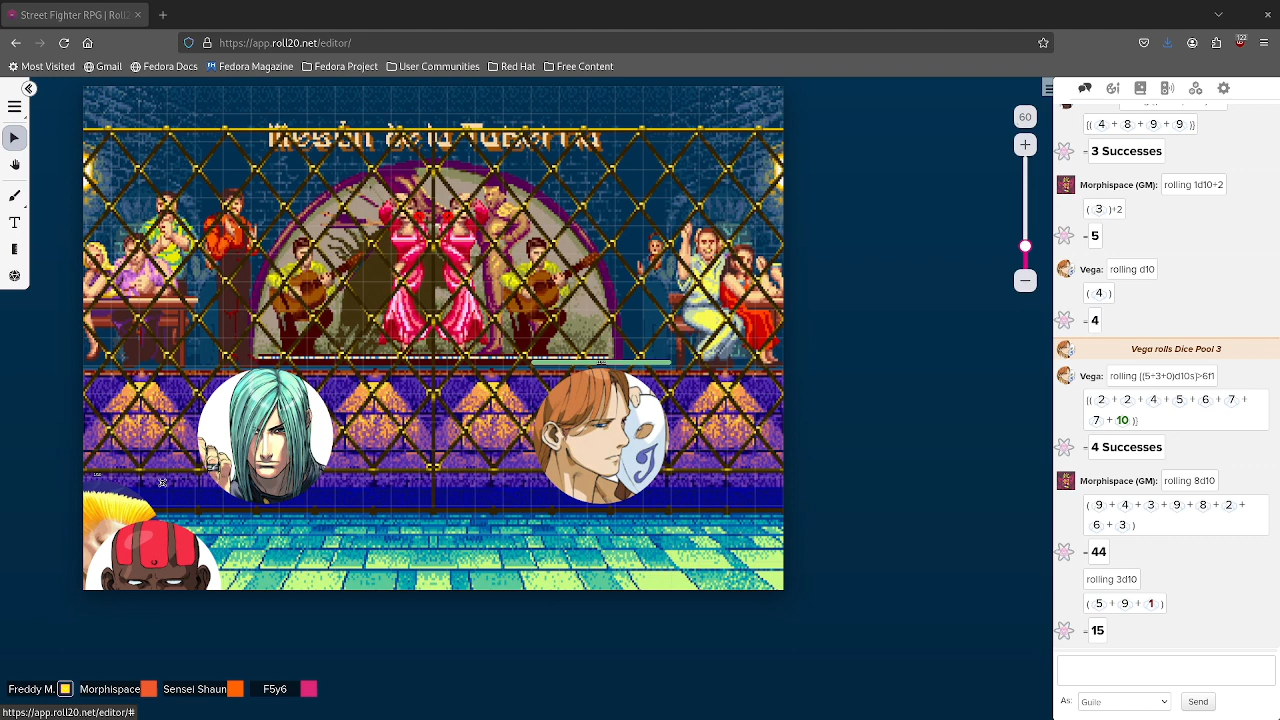 Street Fighter RPG | Roll2
https://app.roll20.net/editor/
123
Most Visited
Gmail
Fedora Docs
Fedora Magazine
Fedora Project
User Communities
Red Hat
Free Content
60
(( 4 + 8 + 9 + 9 ))
= 3 Successes
Morphispace (GM): rolling 1d10+2
( 3 )+2
= 5
Vega: rolling d10
( 4 )
= 4
Vega rolls Dice Pool 3
Vega: rolling {(5+3+0)d10s}>6f1
(( 2 + 2 + 4 + 5 + 6 + 7 +
7 + 10 ))
= 4 Successes
Morphispace (GM): rolling 8d10
( 9 + 4 + 3 + 9 + 8 + 2 +
6 + 3 )
= 44
rolling 3d10
( 5 + 9 + 1 )
= 15
As: Guile
Send
Freddy M.
Morphispace
Sensei Shaun
F5y6
https://app.roll20.net/editor/#